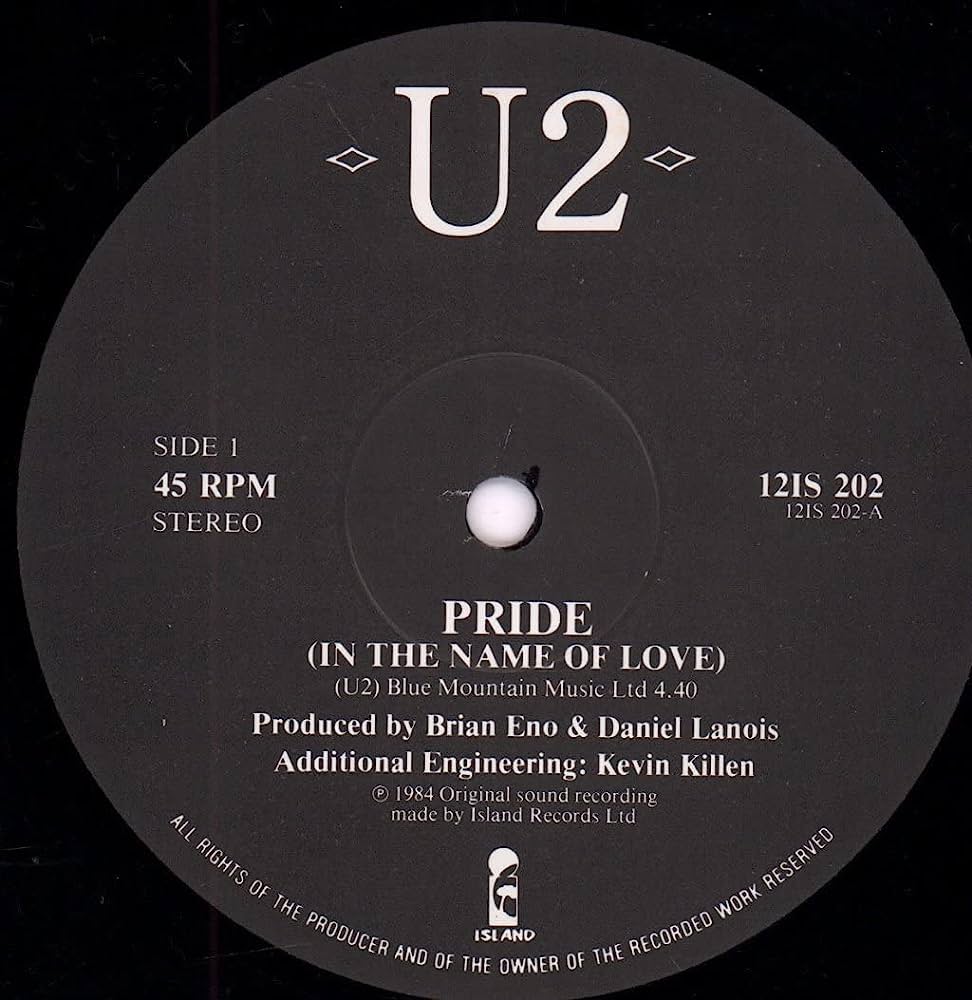 U2
SIDE 1
45 RPM
STEREO
12IS 202
12IS 202-A
PRIDE
(IN THE NAME OF LOVE)
(U2) Blue Mountain Music Ltd 4.40
Produced by Brian Eno & Daniel Lanois
Additional Engineering: Kevin Killen
℗ 1984 Original sound recording
made by Island Records Ltd
ISLAND
ALL RIGHTS OF THE PRODUCER AND OF THE OWNER OF THE RECORDED WORK RESERVED